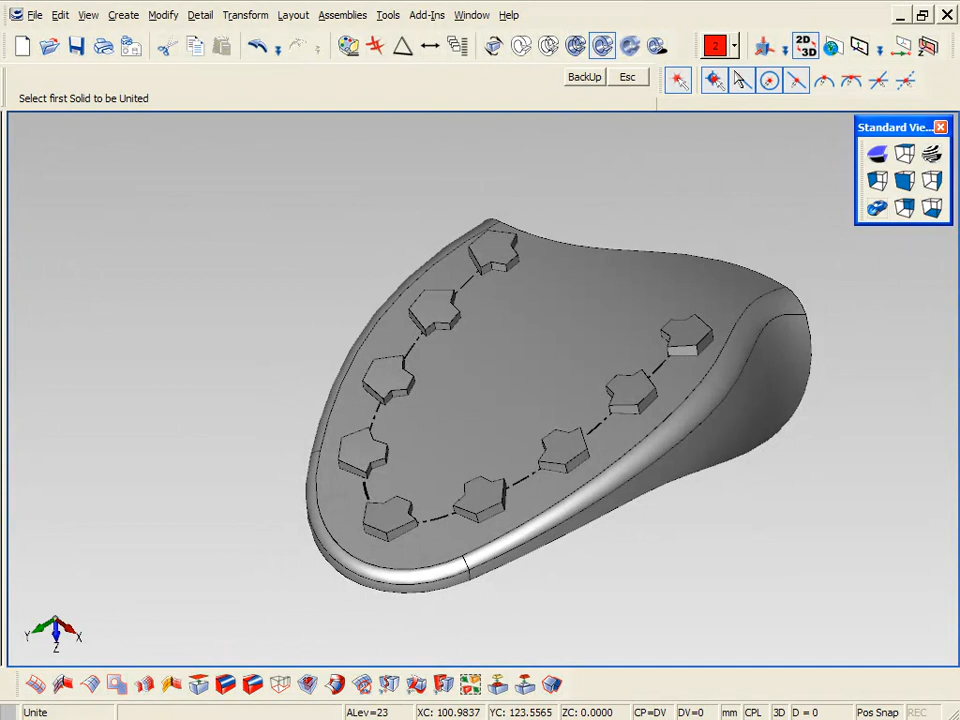 File Edit View Create Modify Detail Transform Layout Assemblies Tools Add-Ins Window Help
2 2D 3D
BackUp Esc
Select first Solid to be United
Standard Vie...
Y X
Z
Unite ALev=23 XC: 100.9837 YC: 123.5565 ZC: 0.0000 CP=DV DV=0 mm CPL 3D D = 0 Pos Snap REC